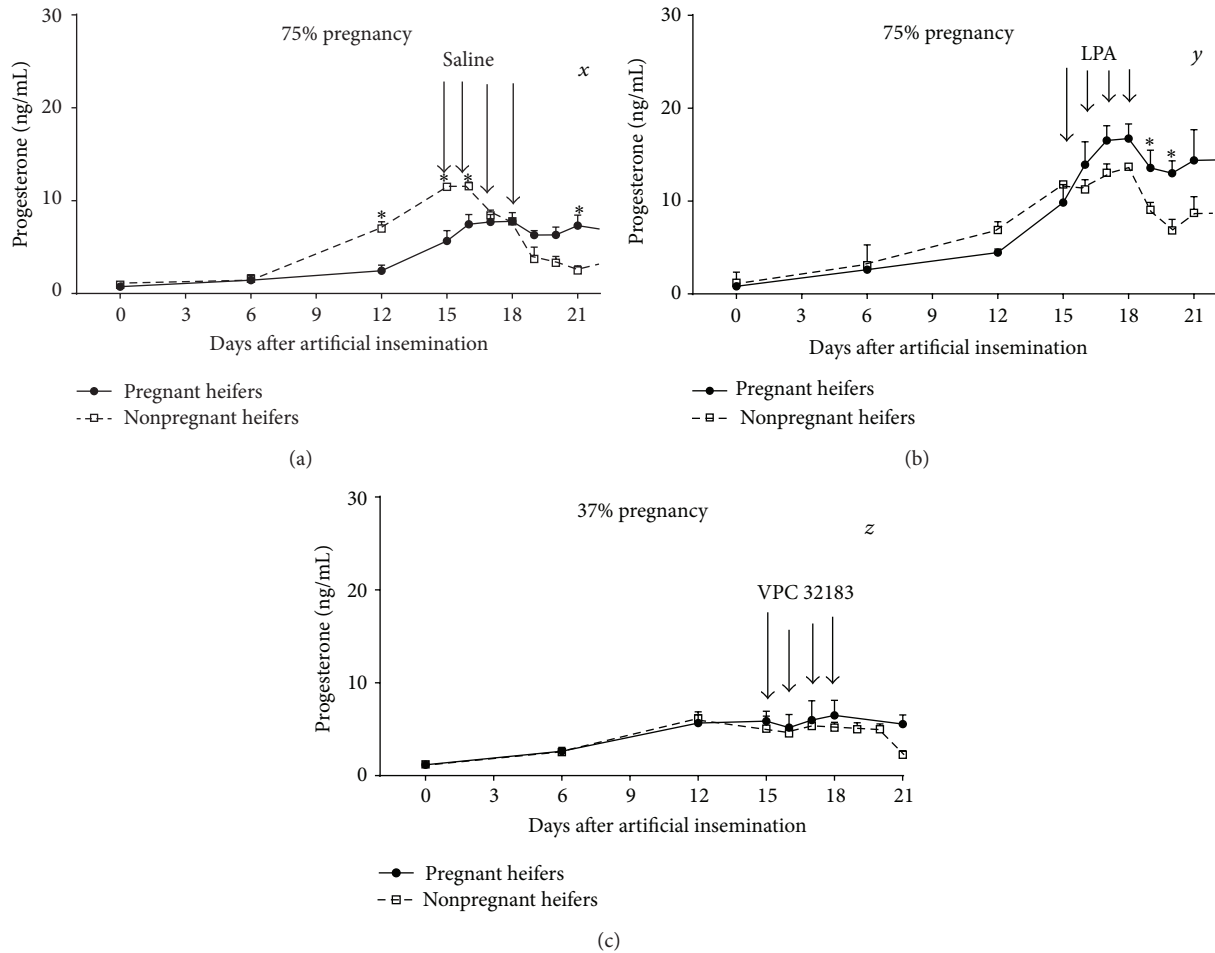 30
75% pregnancy
Saline
x
20
Progesterone (ng/mL)
*
*
*
*
10
0
0 3 6 9 12 15 18 21
Days after artificial insemination
Pregnant heifers
Nonpregnant heifers
(a)
30
75% pregnancy
LPA
y
20
Progesterone (ng/mL)
*
*
10
0
0 3 6 9 12 15 18 21
Days after artificial insemination
Pregnant heifers
Nonpregnant heifers
(b)
30
37% pregnancy
z
20
Progesterone (ng/mL)
VPC 32183
10
0
0 3 6 9 12 15 18 21
Days after artificial insemination
Pregnant heifers
Nonpregnant heifers
(c)